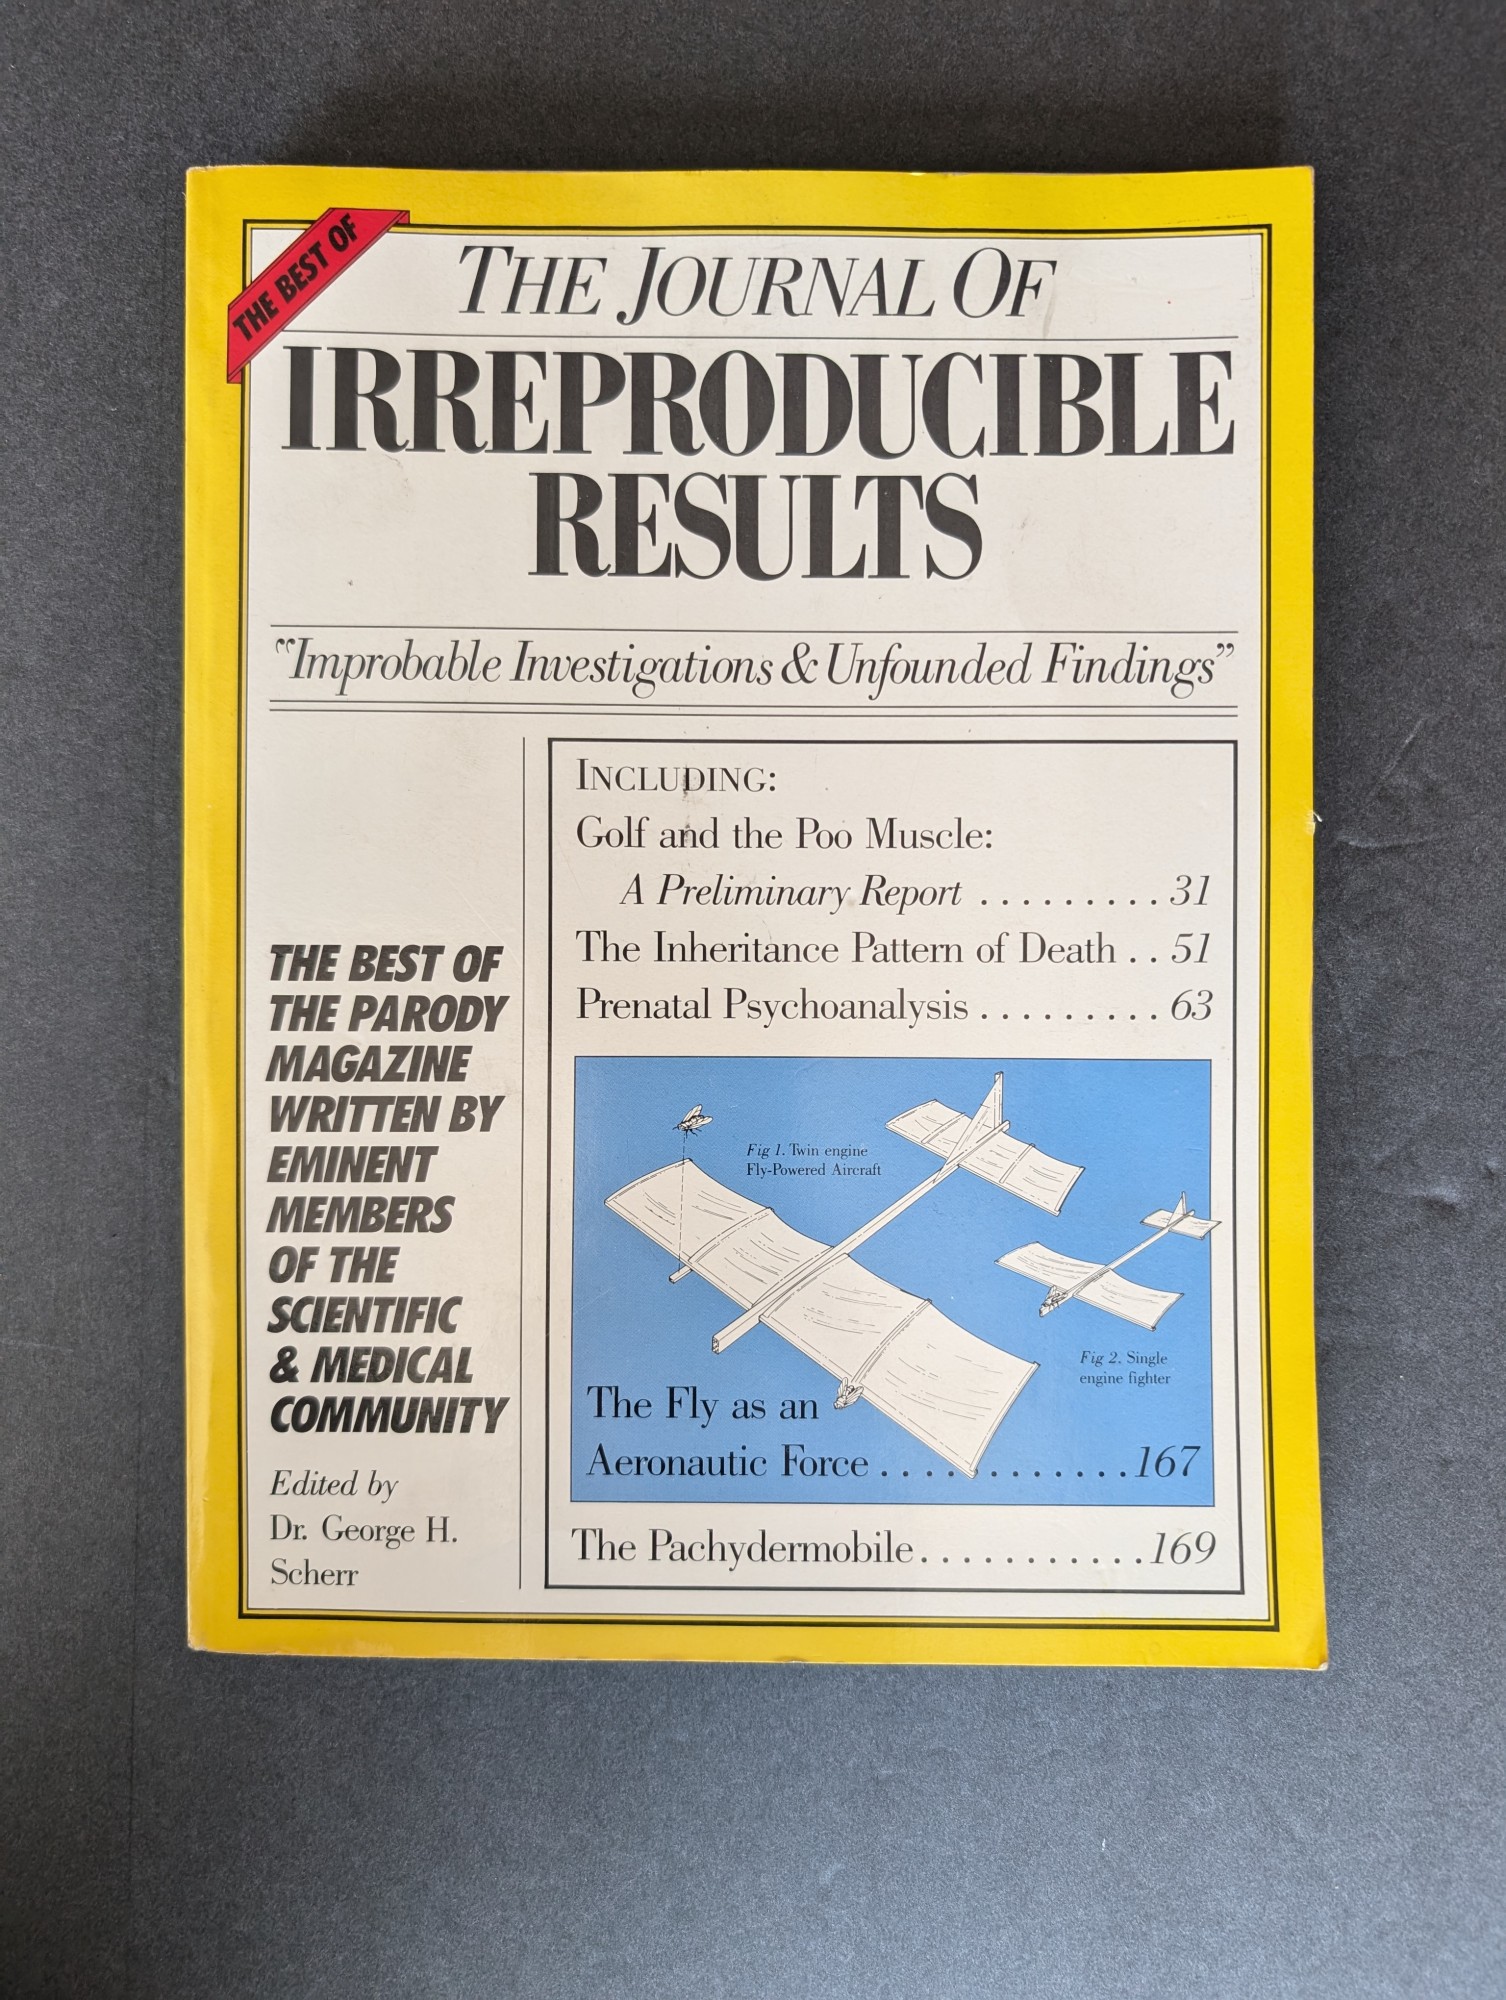 THE BEST OF
THE JOURNAL OF
IRREPRODUCIBLE
RESULTS
“Improbable Investigations & Unfounded Findings”
THE BEST OF
THE PARODY
MAGAZINE
WRITTEN BY
EMINENT
MEMBERS
OF THE
SCIENTIFIC
& MEDICAL
COMMUNITY
Edited by
Dr. George H.
Scherr
INCLUDING:
Golf and the Poo Muscle:
A Preliminary Report .........31
The Inheritance Pattern of Death ..51
Prenatal Psychoanalysis .........63
Fig 1. Twin engine
Fly-Powered Aircraft
Fig 2. Single
engine fighter
The Fly as an
Aeronautic Force ............167
The Pachydermobile...........169